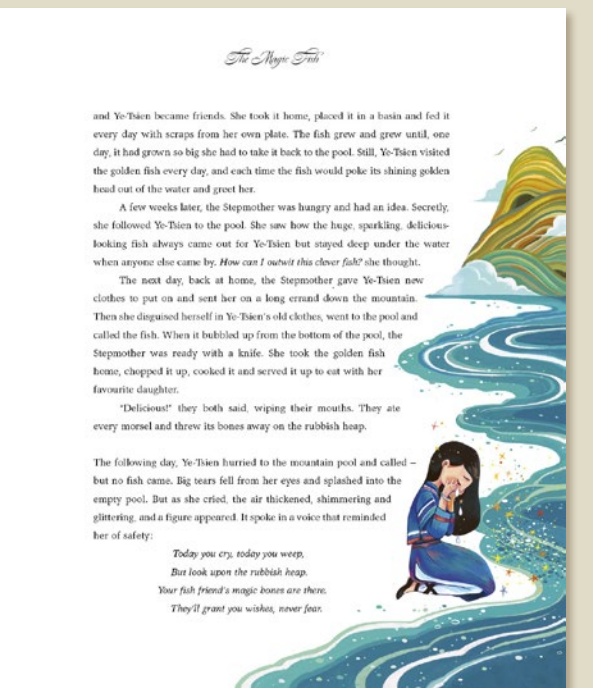 The Magic Fish
and Ye-Tsien became friends. She took it home, placed it in a basin and fed it
every day with scraps from her own plate. The fish grew and grew until, one
day, it had grown so big she had to take it back to the pool. Still, Ye-Tsien visited
the golden fish every day, and each time the fish would poke its shining golden
head out of the water and greet her.
A few weeks later, the Stepmother was hungry and had an idea. Secretly,
she followed Ye-Tsien to the pool. She saw how the huge, sparkling, delicious-
looking fish always came out for Ye-Tsien but stayed deep under the water
when anyone else came by. How can I outwit this clever fish? she thought.
The next day, back at home, the Stepmother gave Ye-Tsien new
clothes to put on and sent her on a long errand down the mountain.
Then she disguised herself in Ye-Tsien's old clothes, went to the pool and
called the fish. When it bubbled up from the bottom of the pool, the
Stepmother was ready with a knife. She took the golden fish
home, chopped it up, cooked it and served it up to eat with her
favourite daughter.
"Delicious!" they both said, wiping their mouths. They ate
every morsel and threw its bones away on the rubbish heap.
The following day, Ye-Tsien hurried to the mountain pool and called –
but no fish came. Big tears fell from her eyes and splashed into the
empty pool. But as she cried, the air thickened, shimmering and
glittering, and a figure appeared. It spoke in a voice that reminded
her of safety:
Today you cry, today you weep,
But look upon the rubbish heap.
Your fish friend's magic bones are there.
They'll grant you wishes, never fear.